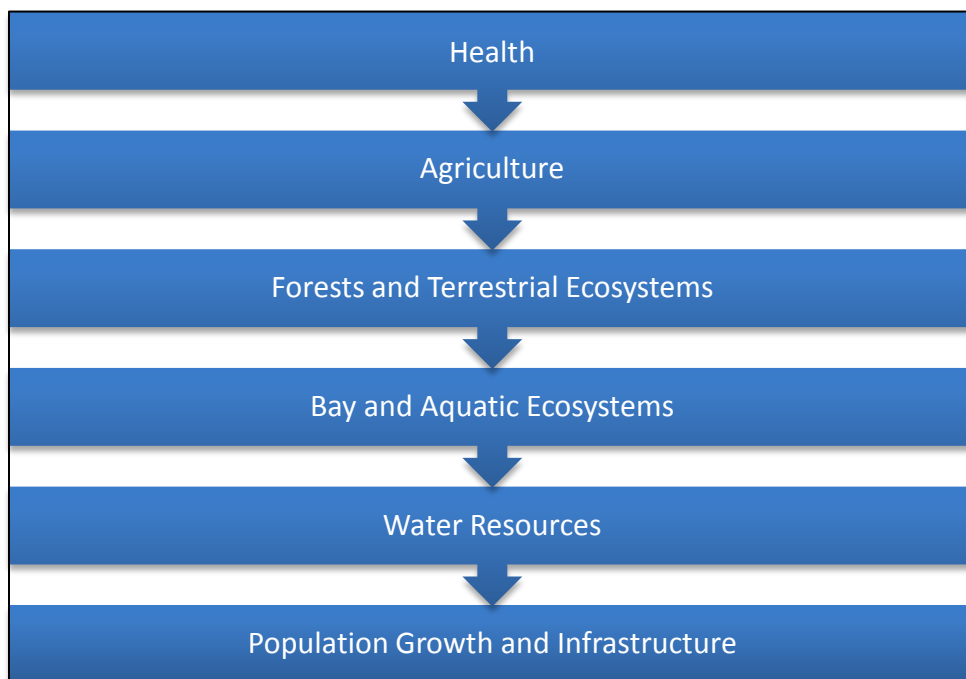 Health
Agriculture
Forests and Terrestrial Ecosystems
Bay and Aquatic Ecosystems
Water Resources
Population Growth and Infrastructure